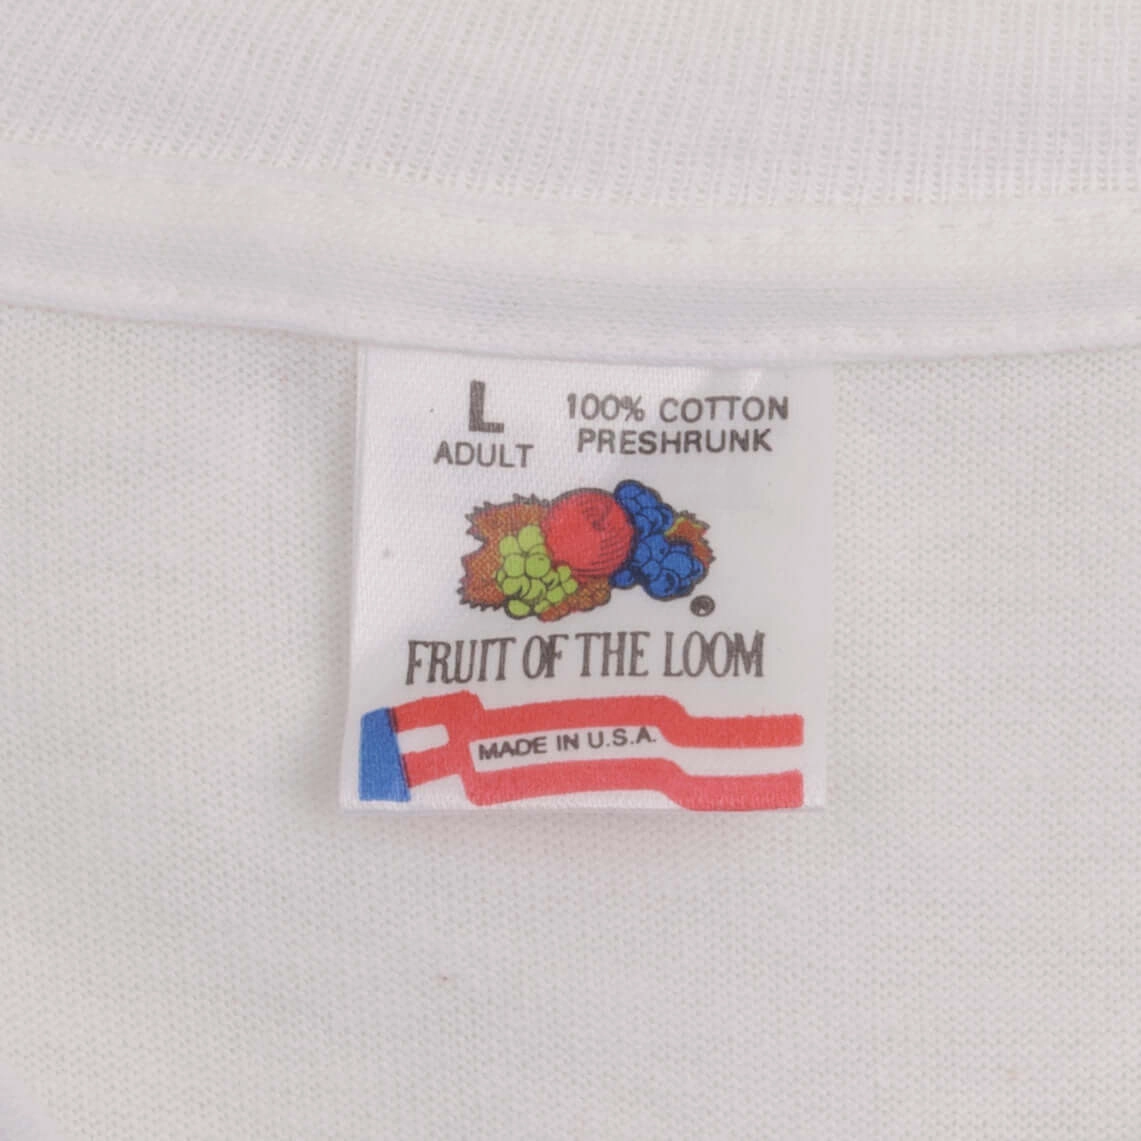 L
ADULT
100% COTTON
PRESHRUNK
®
FRUIT OF THE LOOM
MADE IN U.S.A.